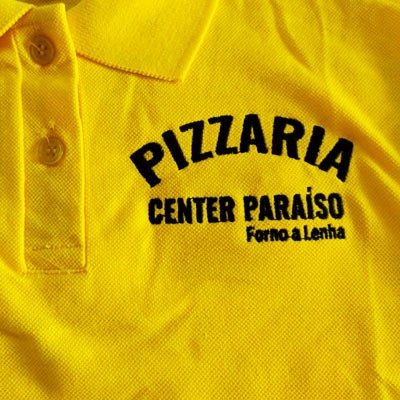 PIZZARIA
CENTER PARAÍSO
Forno a Lenha